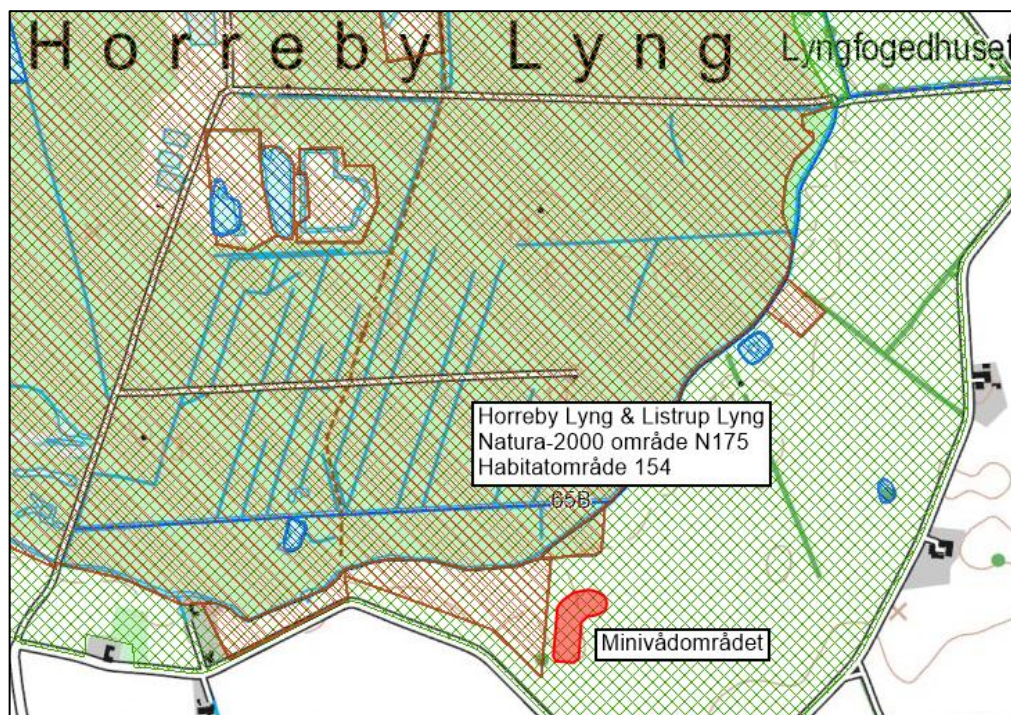 Horreby Lyng
Lyngfogedhuset
Horreby Lyng & Listrup Lyng
Natura-2000 område N175
Habitatområde 154
65B
Minivådområdet